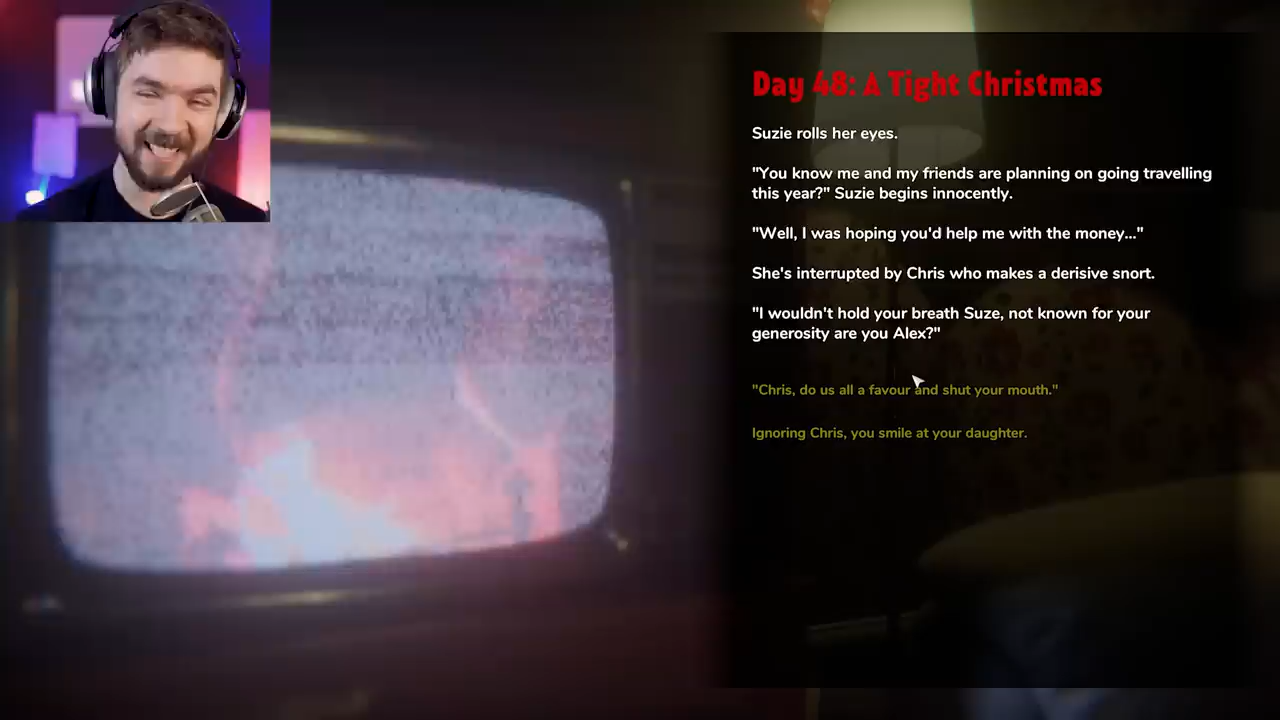 Day 48: A Tight Christmas
Suzie rolls her eyes.
"You know me and my friends are planning on going travelling
this year?" Suzie begins innocently.
"Well, I was hoping you'd help me with the money..."
She's interrupted by Chris who makes a derisive snort.
"I wouldn't hold your breath Suze, not known for your
generosity are you Alex?"
"Chris, do us all a favour and shut your mouth."
Ignoring Chris, you smile at your daughter.